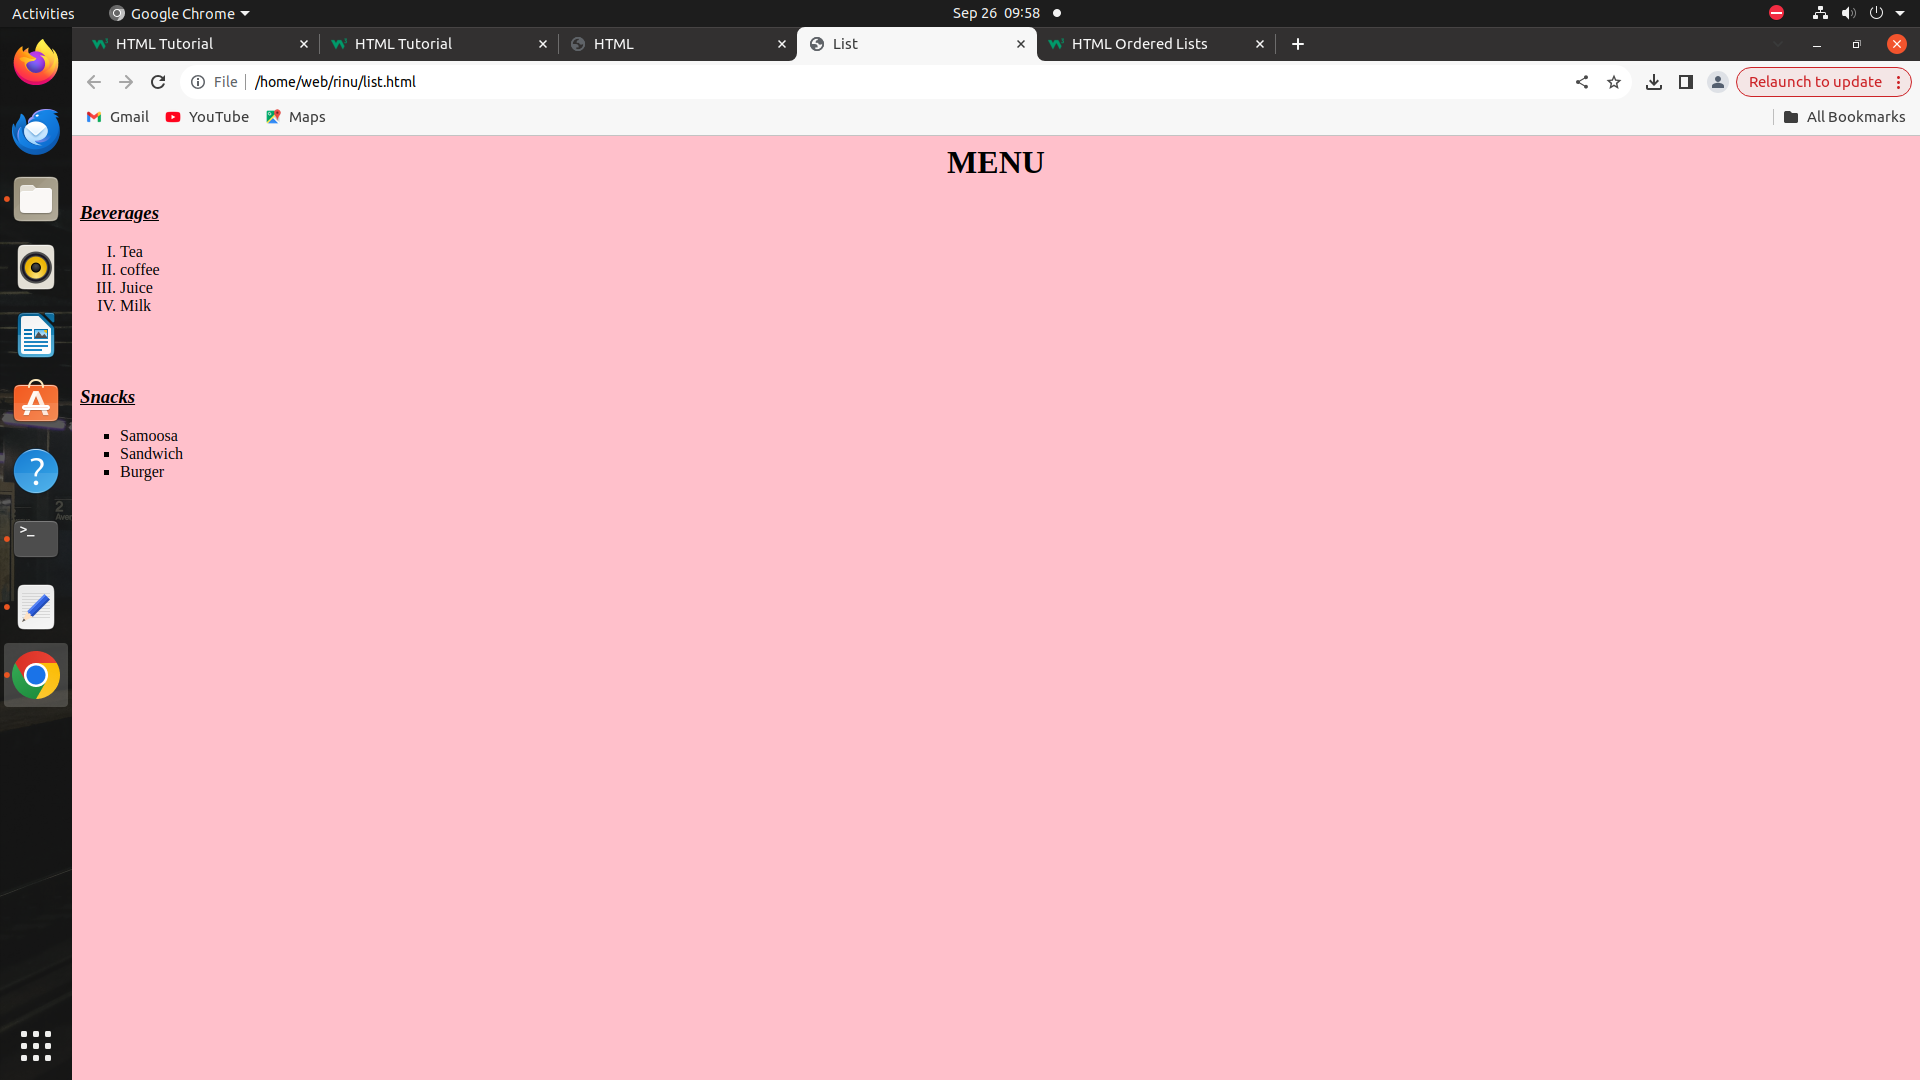 Activities
Google Chrome
Sep 26 09:58
HTML Tutorial
HTML Tutorial
HTML
List
HTML Ordered Lists
File
/home/web/rinu/list.html
Relaunch to update
Gmail
YouTube
Maps
All Bookmarks
MENU
Beverages
I. Tea
II. coffee
III. Juice
IV. Milk
Snacks
▪ Samoosa
▪ Sandwich
▪ Burger